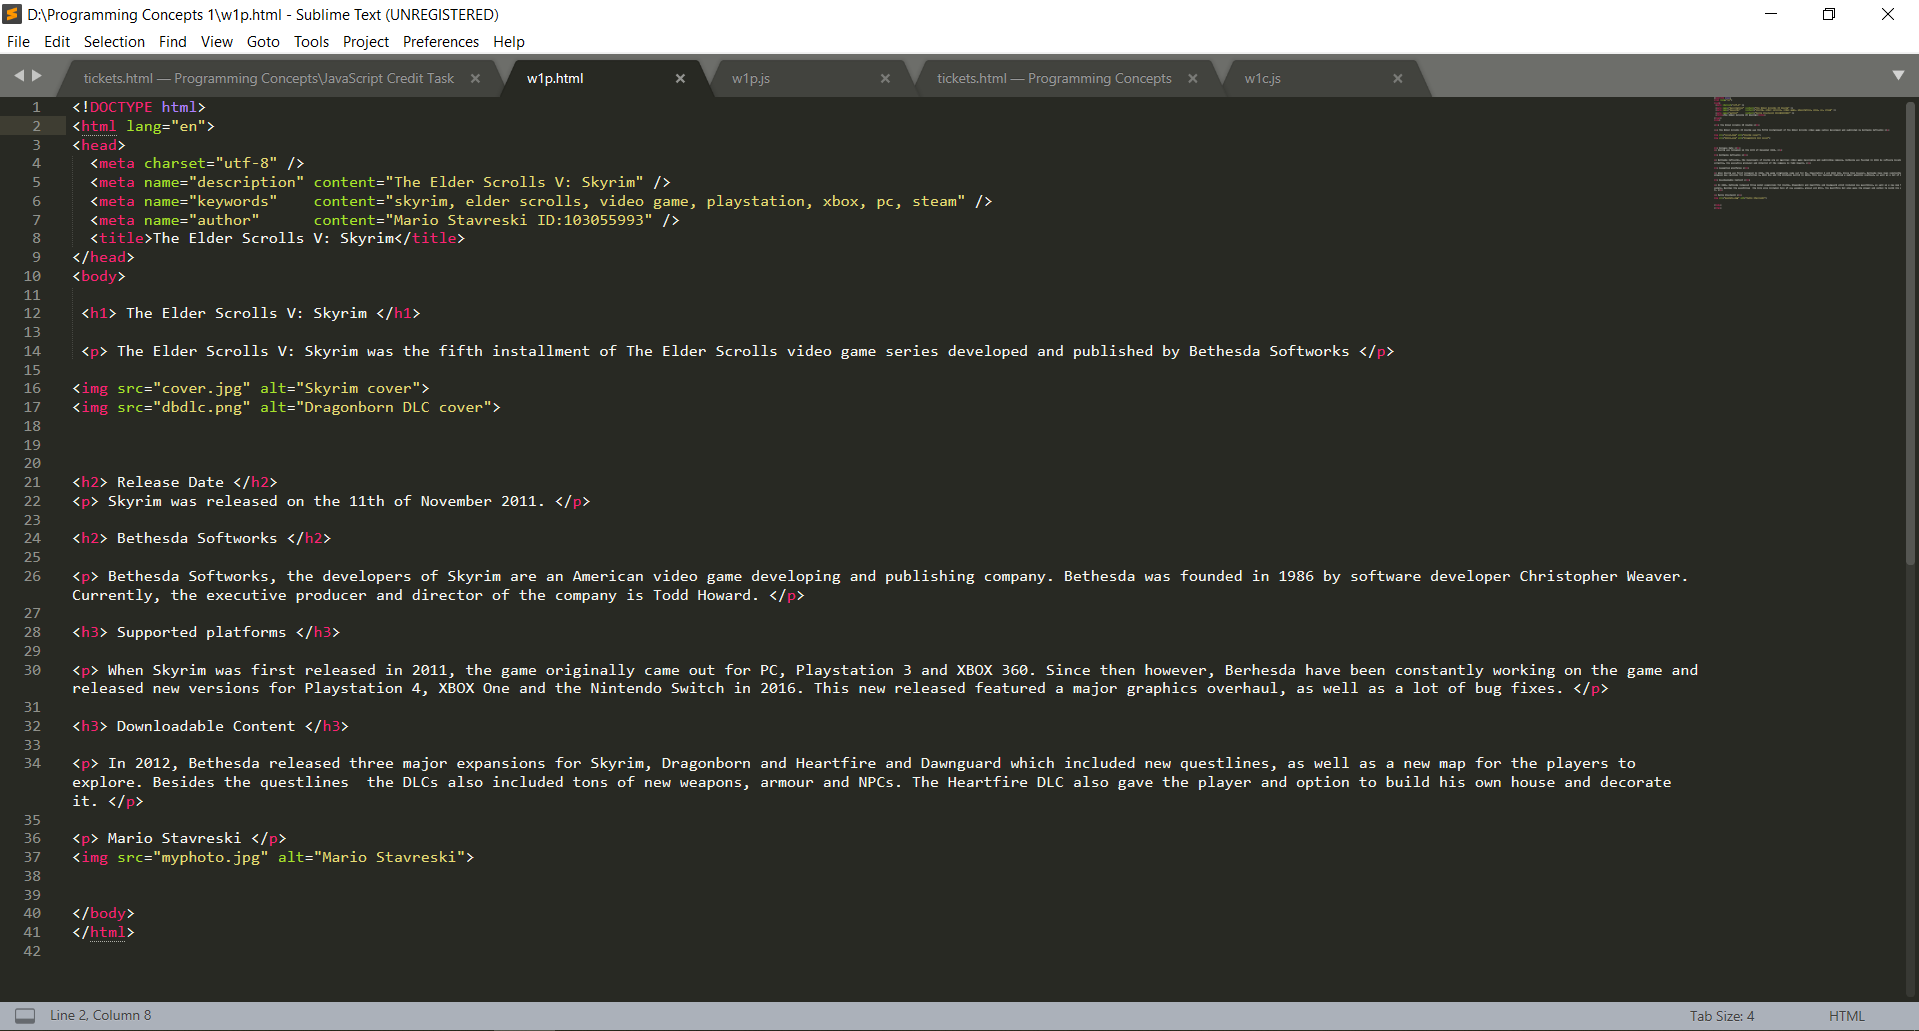 D:\Programming Concepts 1\w1p.html - Sublime Text (UNREGISTERED)
File Edit Selection Find View Goto Tools Project Preferences Help
tickets.html — Programming Concepts\JavaScript Credit Task × w1p.html × w1p.js × tickets.html — Programming Concepts × w1c.js ×
1 <!DOCTYPE html>
2 <html lang="en">
3 <head>
4   <meta charset="utf-8" />
5   <meta name="description" content="The Elder Scrolls V: Skyrim" />
6   <meta name="keywords"    content="skyrim, elder scrolls, video game, playstation, xbox, pc, steam" />
7   <meta name="author"      content="Mario Stavreski ID:103055993" />
8   <title>The Elder Scrolls V: Skyrim</title>
9 </head>
10 <body>
11
12  <h1> The Elder Scrolls V: Skyrim </h1>
13
14  <p> The Elder Scrolls V: Skyrim was the fifth installment of The Elder Scrolls video game series developed and published by Bethesda Softworks </p>
15
16 <img src="cover.jpg" alt="Skyrim cover">
17 <img src="dbdlc.png" alt="Dragonborn DLC cover">
18
19
20
21 <h2> Release Date </h2>
22 <p> Skyrim was released on the 11th of November 2011. </p>
23
24 <h2> Bethesda Softworks </h2>
25
26 <p> Bethesda Softworks, the developers of Skyrim are an American video game developing and publishing company. Bethesda was founded in 1986 by software developer Christopher Weaver.
Currently, the executive producer and director of the company is Todd Howard. </p>
27
28 <h3> Supported platforms </h3>
29
30 <p> When Skyrim was first released in 2011, the game originally came out for PC, Playstation 3 and XBOX 360. Since then however, Berhesda have been constantly working on the game and
released new versions for Playstation 4, XBOX One and the Nintendo Switch in 2016. This new released featured a major graphics overhaul, as well as a lot of bug fixes. </p>
31
32 <h3> Downloadable Content </h3>
33
34 <p> In 2012, Bethesda released three major expansions for Skyrim, Dragonborn and Heartfire and Dawnguard which included new questlines, as well as a new map for the players to
explore. Besides the questlines  the DLCs also included tons of new weapons, armour and NPCs. The Heartfire DLC also gave the player and option to build his own house and decorate
it. </p>
35
36 <p> Mario Stavreski </p>
37 <img src="myphoto.jpg" alt="Mario Stavreski">
38
39
40 </body>
41 </html>
42
Line 2, Column 8 Tab Size: 4 HTML